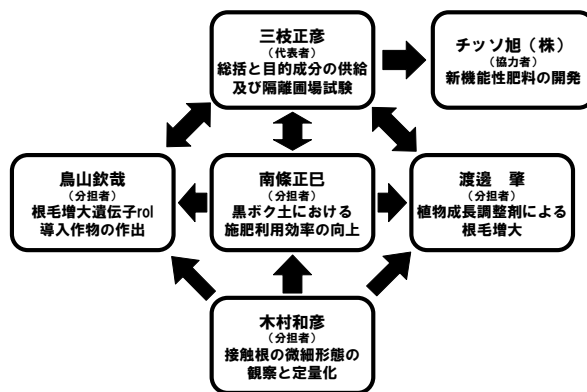 三枝正彦
（代表者）
総括と目的成分の供給
及び隔離圃場試験
チッソ旭（株）
（協力者）
新機能性肥料の開発
鳥山欽哉
（分担者）
根毛増大遺伝子rol
導入作物の作出
南條正巳
（分担者）
黒ボク土における
施肥利用効率の向上
渡邊　肇
（分担者）
植物成長調整剤による
根毛増大
木村和彦
（分担者）
接触根の微細形態の
観察と定量化